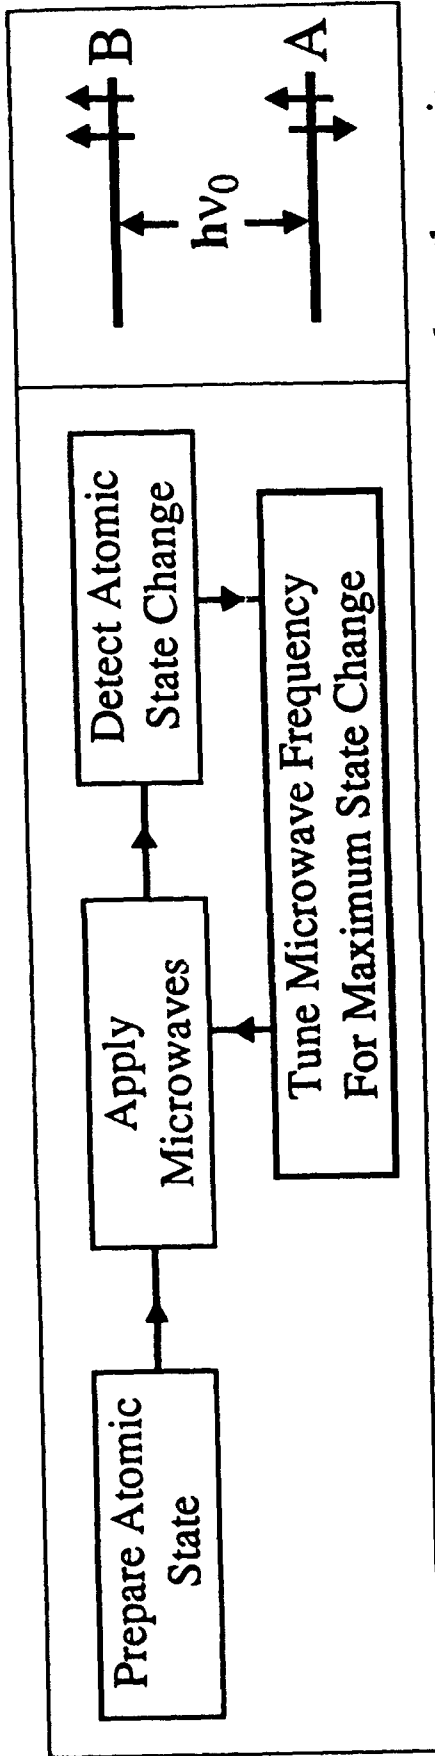 Prepare Atomic
State
Apply
Microwaves
Detect Atomic
State Change
Tune Microwave Frequency
For Maximum State Change
B
hν₀
A